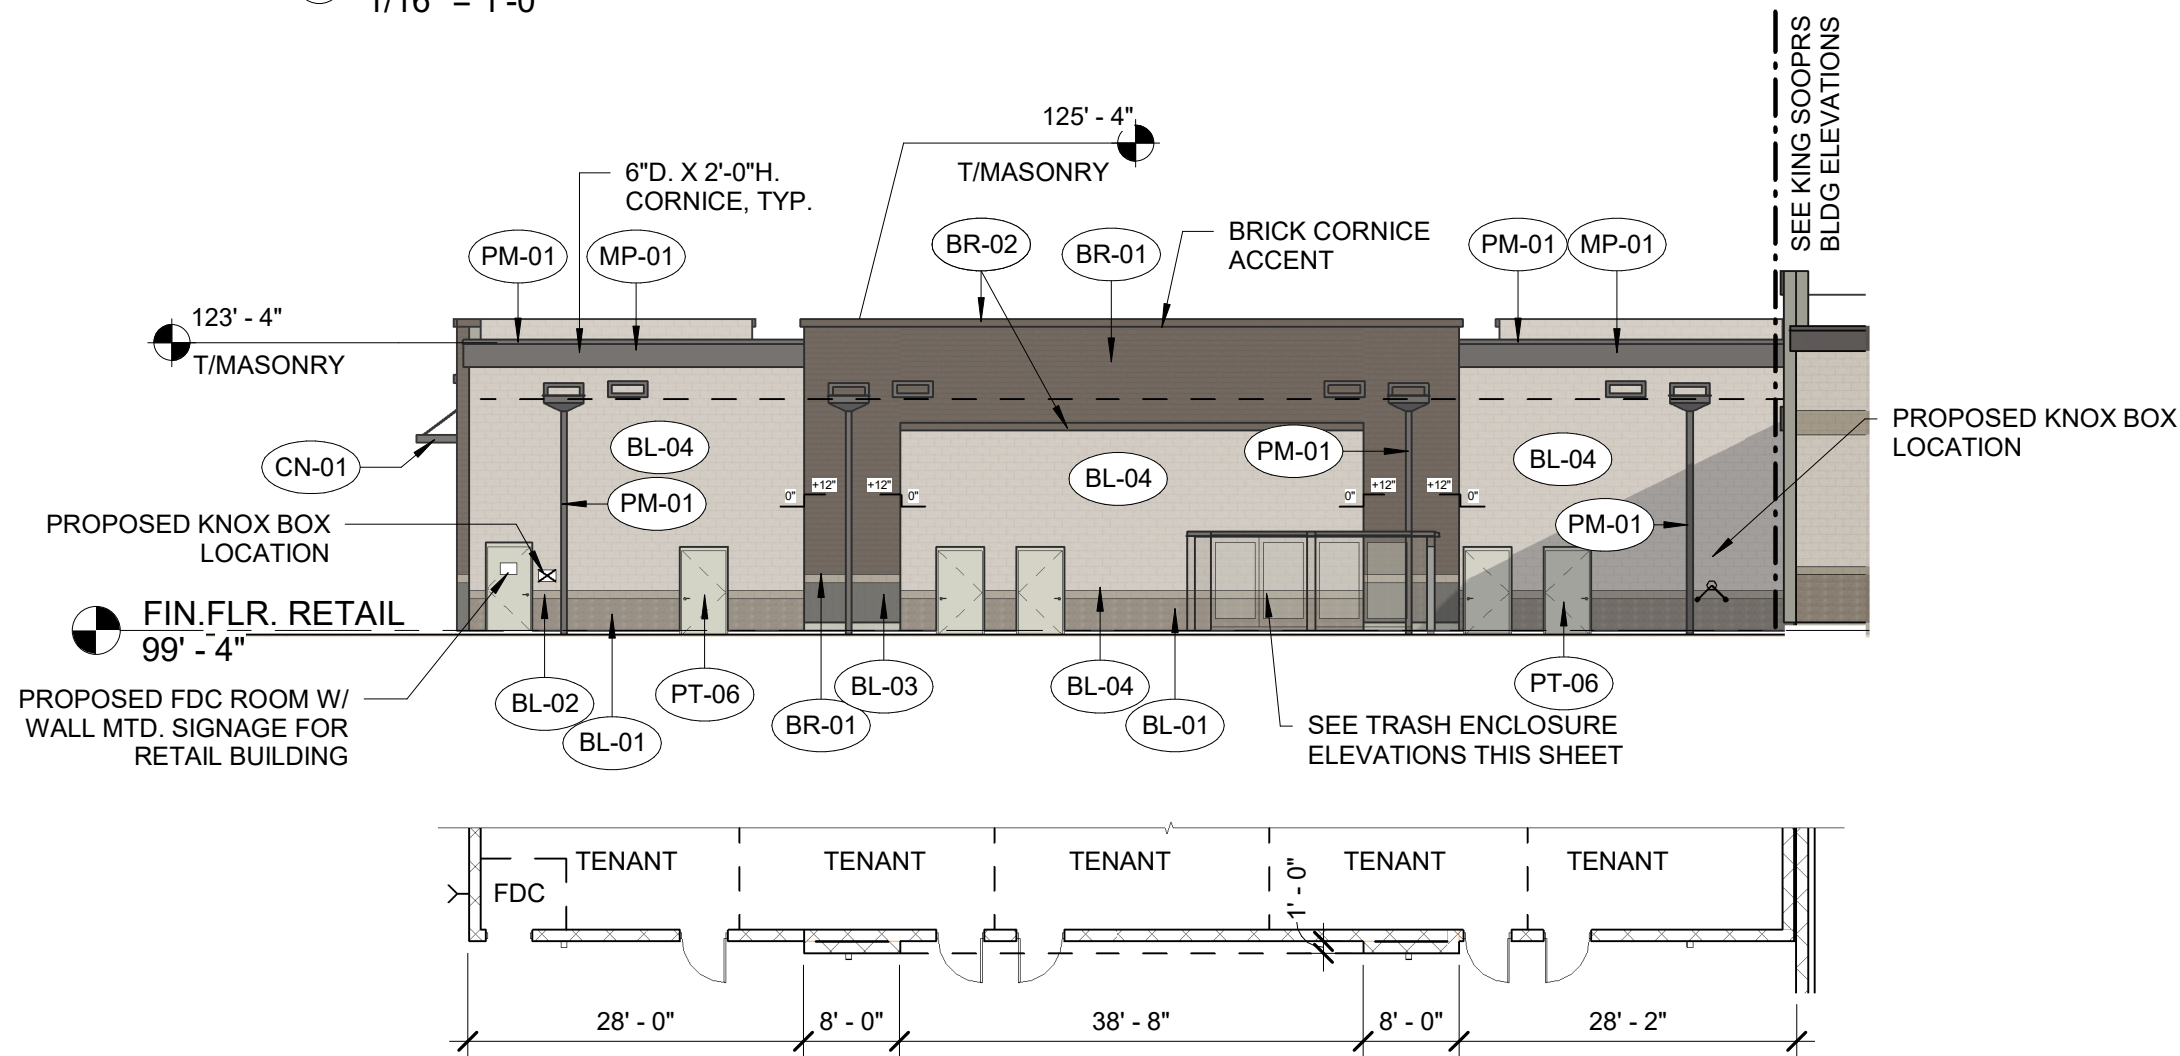 1/16" = 1'-0"
SEE KING SOOPRS
BLDG ELEVATIONS
125' - 4"
T/MASONRY
6"D. X 2'-0"H.
CORNICE, TYP.
PM-01
MP-01
BR-02
BR-01
BRICK CORNICE
ACCENT
PM-01
MP-01
123' - 4"
T/MASONRY
CN-01
BL-04
PM-01
BL-04
PM-01
BL-04
PM-01
PROPOSED KNOX BOX
LOCATION
0"
+12"
+12"
0"
0"
+12"
+12"
0"
PROPOSED KNOX BOX
LOCATION
FIN.FLR. RETAIL
99' - 4"
PROPOSED FDC ROOM W/
WALL MTD. SIGNAGE FOR
RETAIL BUILDING
BL-02
BL-01
PT-06
BR-01
BL-03
BL-04
BL-01
SEE TRASH ENCLOSURE
ELEVATIONS THIS SHEET
PT-06
TENANT
TENANT
TENANT
TENANT
TENANT
FDC
1' - 0"
28' - 0"
8' - 0"
38' - 8"
8' - 0"
28' - 2"